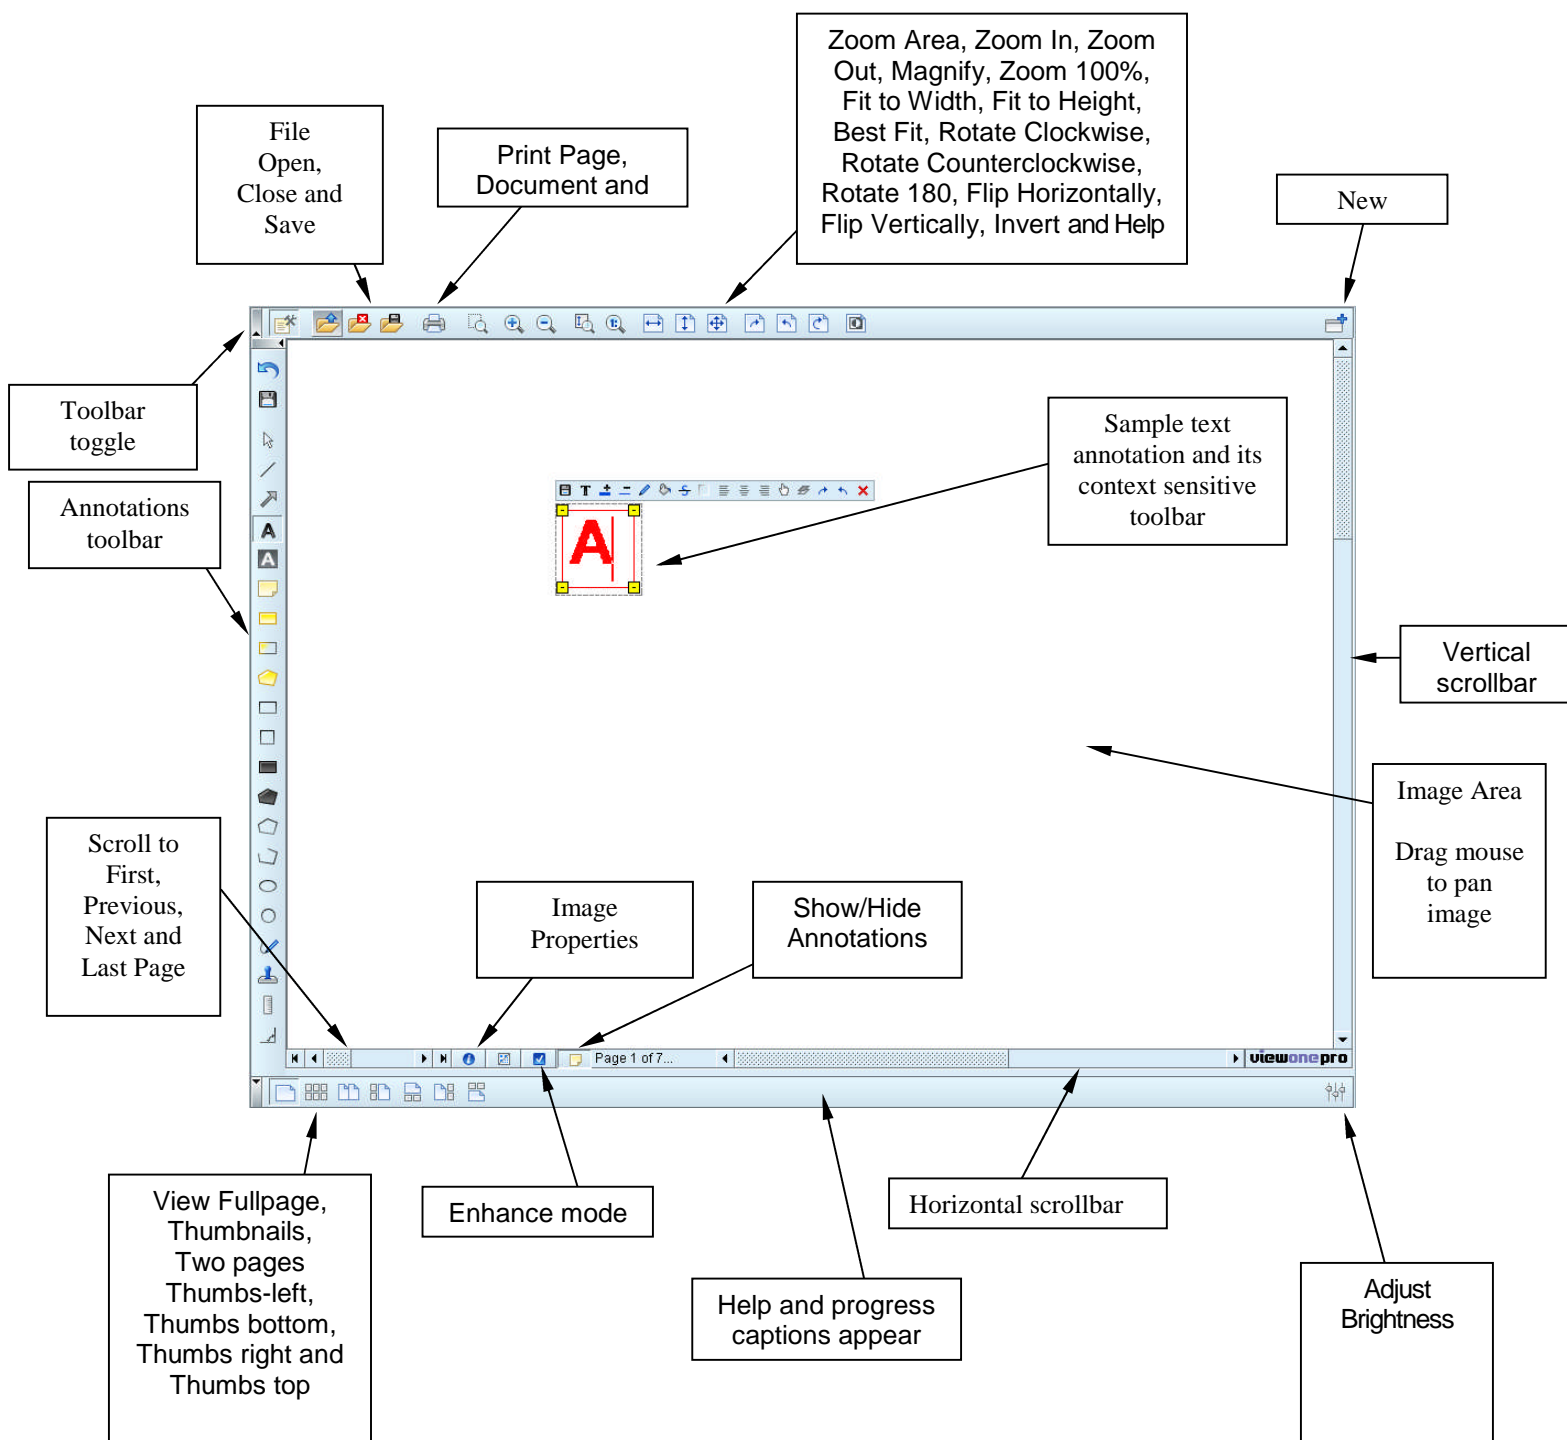 Zoom Area, Zoom In, Zoom
Out, Magnify, Zoom 100%,
Fit to Width, Fit to Height,
Best Fit, Rotate Clockwise,
Rotate Counterclockwise,
Rotate 180, Flip Horizontally,
Flip Vertically, Invert and Help
File
Open,
Close and
Save
Print Page,
Document and
New
Toolbar
toggle
Annotations
toolbar
Sample text
annotation and its
context sensitive
toolbar
A
Vertical
scrollbar
Image Area
Drag mouse
to pan
image
Scroll to
First,
Previous,
Next and
Last Page
Image
Properties
Show/Hide
Annotations
Page 1 of 7...
viewonepro
View Fullpage,
Thumbnails,
Two pages
Thumbs-left,
Thumbs bottom,
Thumbs right and
Thumbs top
Enhance mode
Horizontal scrollbar
Help and progress
captions appear
Adjust
Brightness